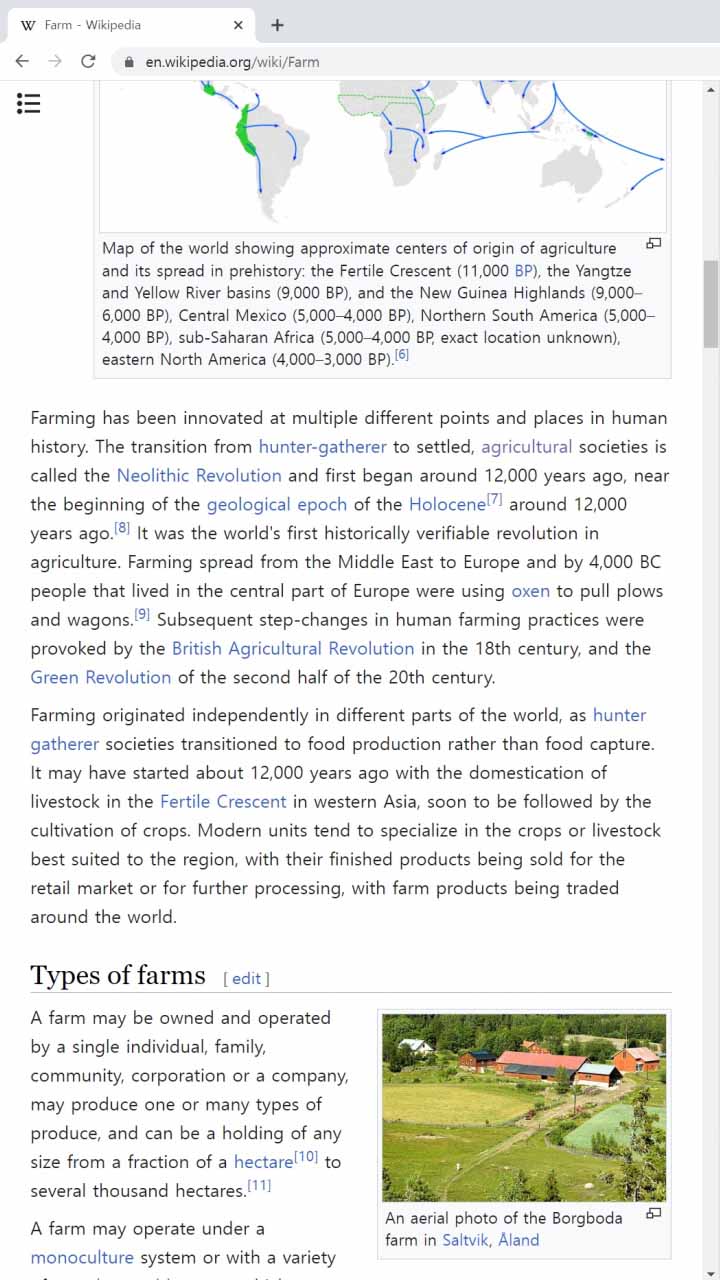 W Farm - Wikipedia
en.wikipedia.org/wiki/Farm
Map of the world showing approximate centers of origin of agriculture
and its spread in prehistory: the Fertile Crescent (11,000 BP), the Yangtze
and Yellow River basins (9,000 BP), and the New Guinea Highlands (9,000–
6,000 BP), Central Mexico (5,000–4,000 BP), Northern South America (5,000–
4,000 BP), sub-Saharan Africa (5,000–4,000 BP, exact location unknown),
eastern North America (4,000–3,000 BP).[6]
Farming has been innovated at multiple different points and places in human
history. The transition from hunter-gatherer to settled, agricultural societies is
called the Neolithic Revolution and first began around 12,000 years ago, near
the beginning of the geological epoch of the Holocene[7] around 12,000
years ago.[8] It was the world's first historically verifiable revolution in
agriculture. Farming spread from the Middle East to Europe and by 4,000 BC
people that lived in the central part of Europe were using oxen to pull plows
and wagons.[9] Subsequent step-changes in human farming practices were
provoked by the British Agricultural Revolution in the 18th century, and the
Green Revolution of the second half of the 20th century.
Farming originated independently in different parts of the world, as hunter
gatherer societies transitioned to food production rather than food capture.
It may have started about 12,000 years ago with the domestication of
livestock in the Fertile Crescent in western Asia, soon to be followed by the
cultivation of crops. Modern units tend to specialize in the crops or livestock
best suited to the region, with their finished products being sold for the
retail market or for further processing, with farm products being traded
around the world.
Types of farms [ edit ]
A farm may be owned and operated
by a single individual, family,
community, corporation or a company,
may produce one or many types of
produce, and can be a holding of any
size from a fraction of a hectare[10] to
several thousand hectares.[11]
A farm may operate under a
monoculture system or with a variety
An aerial photo of the Borgboda
farm in Saltvik, Åland